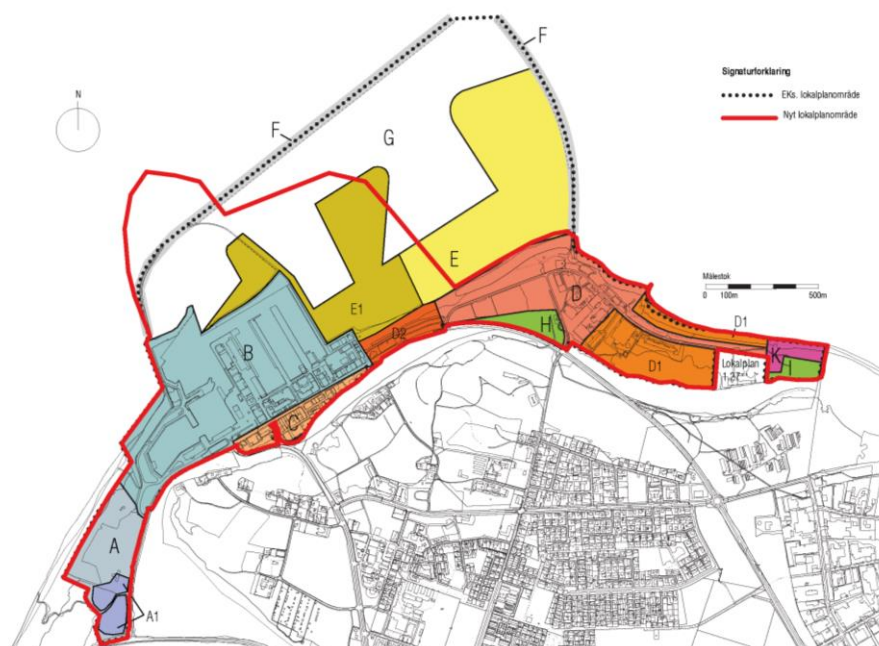 F
F
Signaturforklaring
EKs. lokalplanområde
Nyt lokalplanområde
N
G
E
Målestok
0 100m 500m
D
E1
H
D1
D2
B
K
Lokalplan
D1
C
A
A1